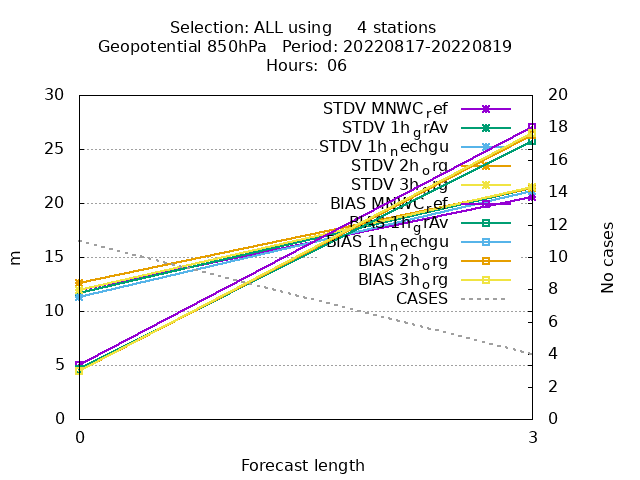 Selection: ALL using 4 stations
Geopotential 850hPa Period: 20220817-20220819
Hours: 06
30
25
20
15
10
5
0
m
20
18
16
14
12
10
8
6
4
2
0
No cases
STDV MNWC_ref
STDV 1h_grAv
STDV 1h_nechgu
STDV 2h_org
STDV 3h_org
BIAS MNWC_ref
BIAS 1h_grAv
BIAS 1h_nechgu
BIAS 2h_org
BIAS 3h_org
CASES
0 3
Forecast length